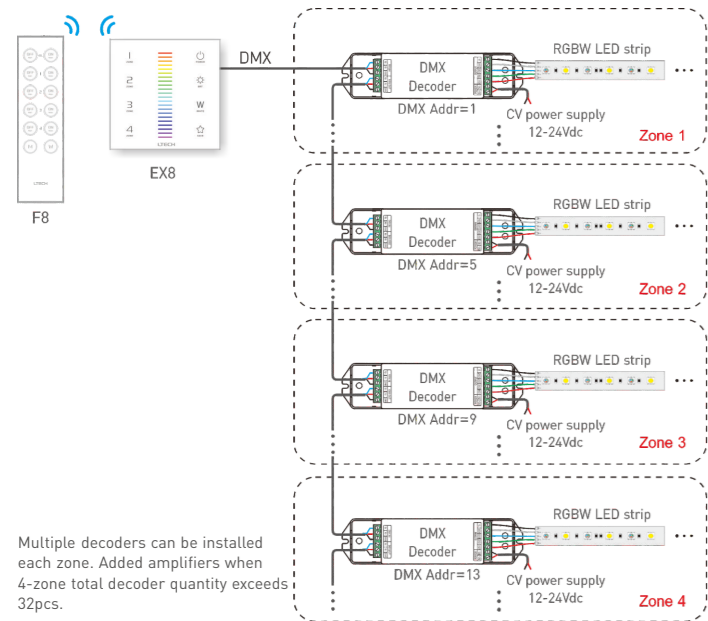 1
2
3
4
W
LTECH
EX8
LTECH
F8
DMX
DMX
Decoder
DMX Addr=1
RGBW LED strip
CV power supply
12-24Vdc
Zone 1
DMX
Decoder
DMX Addr=5
RGBW LED strip
CV power supply
12-24Vdc
Zone 2
DMX
Decoder
DMX Addr=9
RGBW LED strip
CV power supply
12-24Vdc
Zone 3
DMX
Decoder
DMX Addr=13
RGBW LED strip
CV power supply
12-24Vdc
Zone 4
Multiple decoders can be installed
each zone. Added amplifiers when
4-zone total decoder quantity exceeds
32pcs.